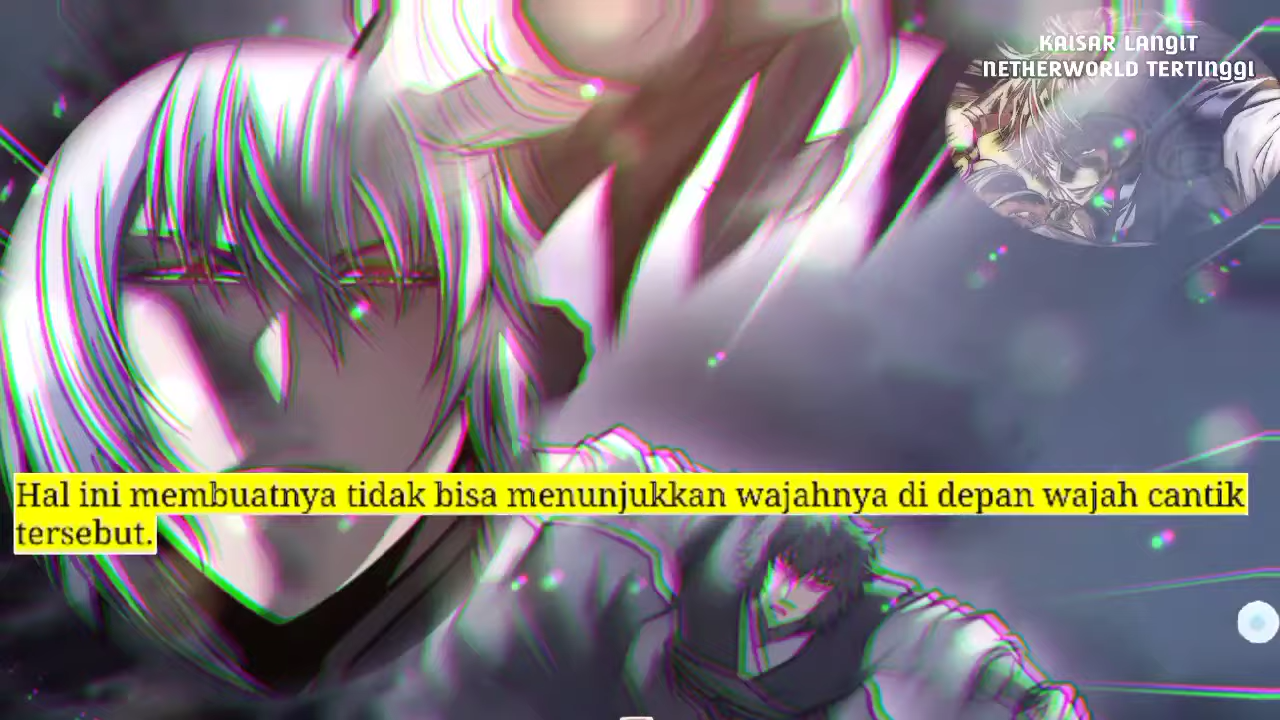 KAISAR LANGIT
NETHERWORLD TERTINGGI
Hal ini membuatnya tidak bisa menunjukkan wajahnya di depan wajah cantik
tersebut.